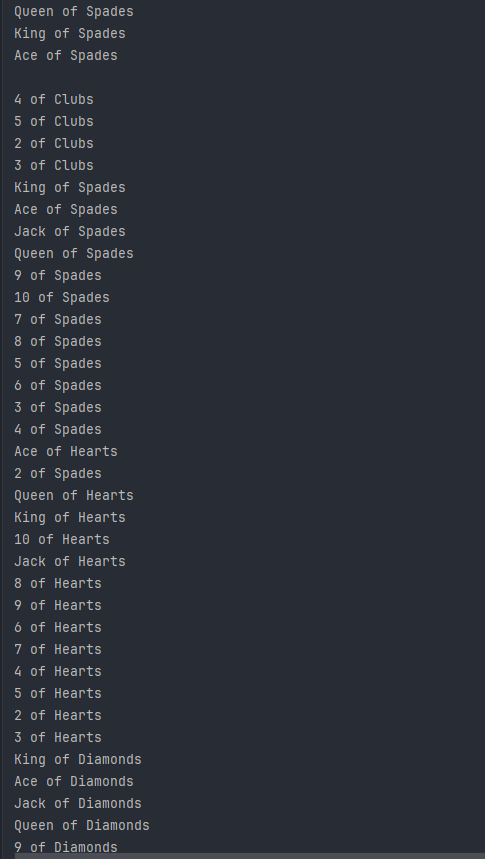 Queen of Spades
King of Spades
Ace of Spades

4 of Clubs
5 of Clubs
2 of Clubs
3 of Clubs
King of Spades
Ace of Spades
Jack of Spades
Queen of Spades
9 of Spades
10 of Spades
7 of Spades
8 of Spades
5 of Spades
6 of Spades
3 of Spades
4 of Spades
Ace of Hearts
2 of Spades
Queen of Hearts
King of Hearts
10 of Hearts
Jack of Hearts
8 of Hearts
9 of Hearts
6 of Hearts
7 of Hearts
4 of Hearts
5 of Hearts
2 of Hearts
3 of Hearts
King of Diamonds
Ace of Diamonds
Jack of Diamonds
Queen of Diamonds
9 of Diamonds